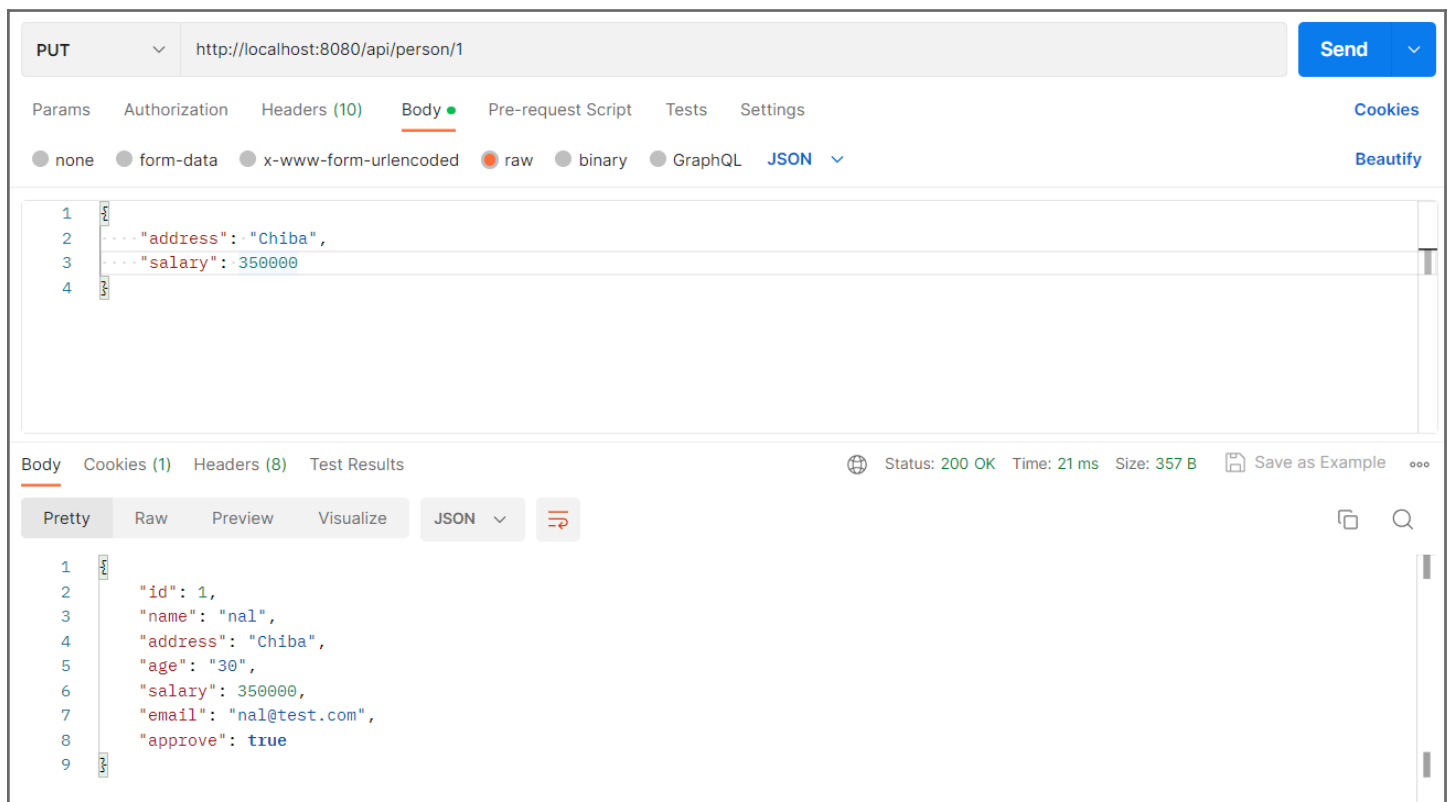 PUT http://localhost:8080/api/person/1 Send
Params Authorization Headers (10) Body Pre-request Script Tests Settings Cookies
none form-data x-www-form-urlencoded raw binary GraphQL JSON Beautify
1 {
2 "address": "Chiba",
3 "salary": 350000
4 }
Body Cookies (1) Headers (8) Test Results Status: 200 OK Time: 21 ms Size: 357 B Save as Example
Pretty Raw Preview Visualize JSON
1 {
2 "id": 1,
3 "name": "nal",
4 "address": "Chiba",
5 "age": "30",
6 "salary": 350000,
7 "email": "nal@test.com",
8 "approve": true
9 }